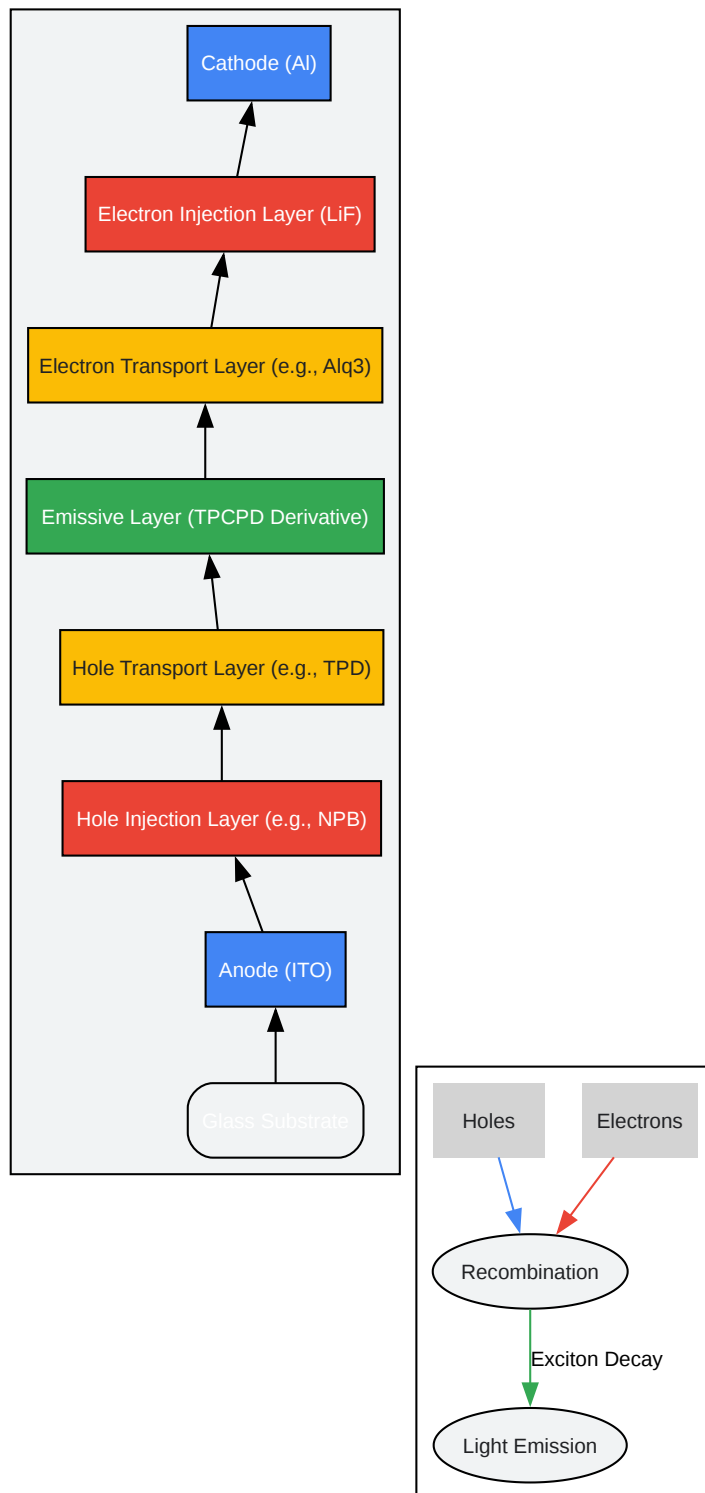 Cathode (Al)
Electron Injection Layer (LiF)
Electron Transport Layer (e.g., Alq3)
Emissive Layer (TPCPD Derivative)
Hole Transport Layer (e.g., TPD)
Hole Injection Layer (e.g., NPB)
Anode (ITO)
Glass Substrate
Holes
Electrons
Recombination
Exciton Decay
Light Emission